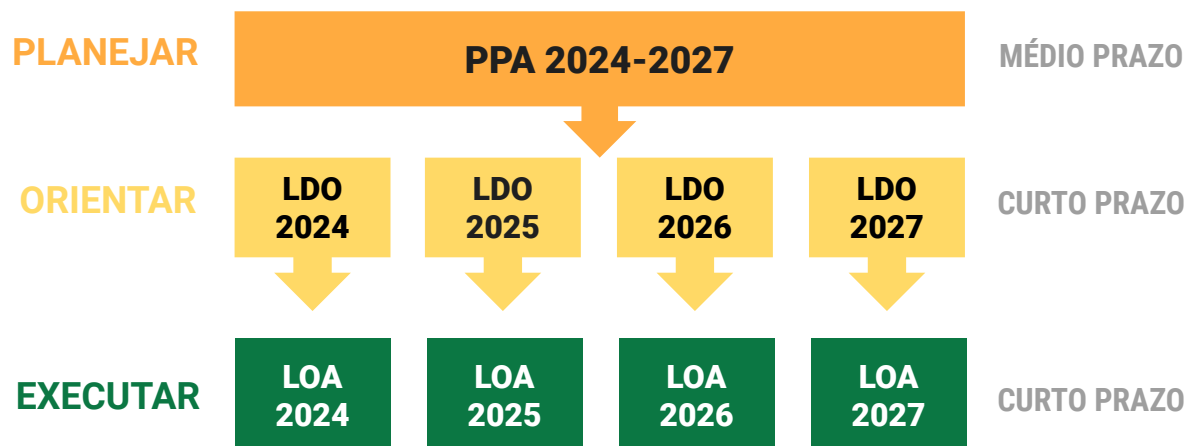 PLANEJAR
PPA 2024-2027
MÉDIO PRAZO
ORIENTAR
LDO
2024
LDO
2025
LDO
2026
LDO
2027
CURTO PRAZO
EXECUTAR
LOA
2024
LOA
2025
LOA
2026
LOA
2027
CURTO PRAZO